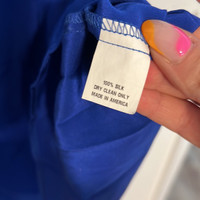 100% SILK
DRY CLEAN ONLY
MADE IN AMERICA